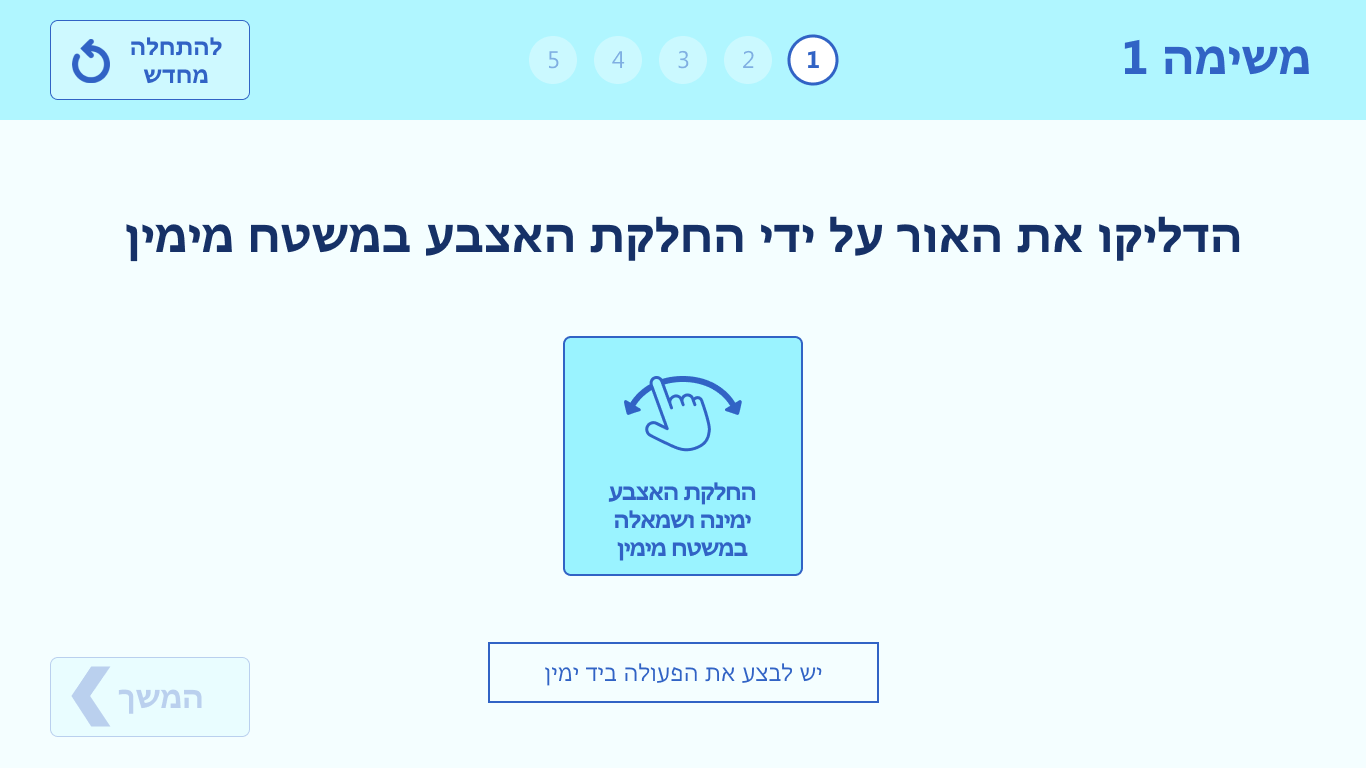 משימה 1
1
2
3
4
5
להתחלה
מחדש
הדליקו את האור על ידי החלקת האצבע במשטח מימין
החלקת האצבע
ימינה ושמאלה
במשטח מימין
יש לבצע את הפעולה ביד ימין
המשך